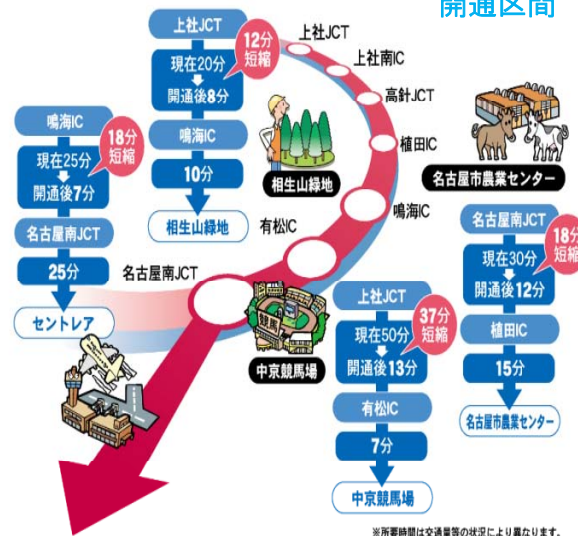 開通区間
上社JCT
現在20分
開通後8分
12分
短縮
鳴海IC
10分
相生山緑地
鳴海IC
現在25分
開通後7分
18分
短縮
名古屋南JCT
25分
セントレア
上社JCT
上社南IC
高針JCT
植田IC
鳴海IC
有松IC
名古屋南JCT
相生山緑地
名古屋市農業センター
競馬
中京競馬場
上社JCT
現在50分
開通後13分
37分
短縮
有松IC
7分
中京競馬場
名古屋南JCT
現在30分
開通後12分
18分
短縮
植田IC
15分
名古屋市農業センター
※所要時間は交通量等の状況により異なります。